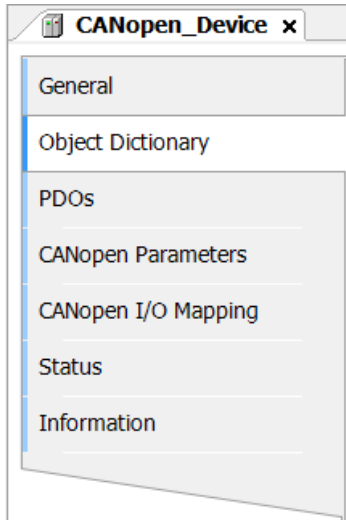 CANopen_Device x
General
Object Dictionary
PDOs
CANopen Parameters
CANopen I/O Mapping
Status
Information